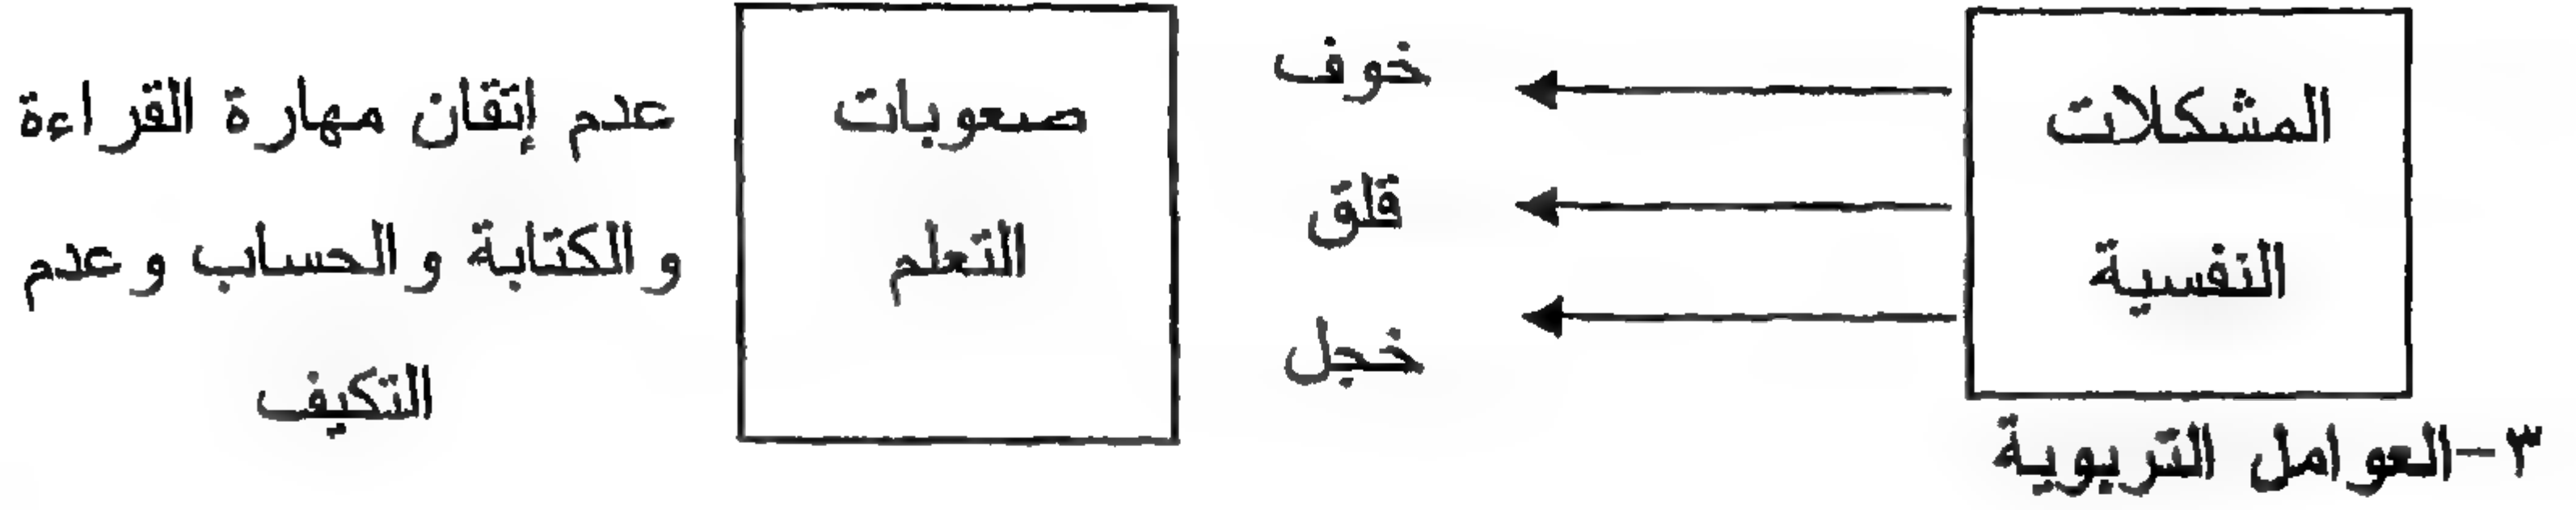 المشكلات
النفسية
خوف
قلق
خجل
صعوبات
التعلم
عدم إتقان مهارة القراءة
والكتابة والحساب وعدم
التكيف
٣-العوامل التربوية